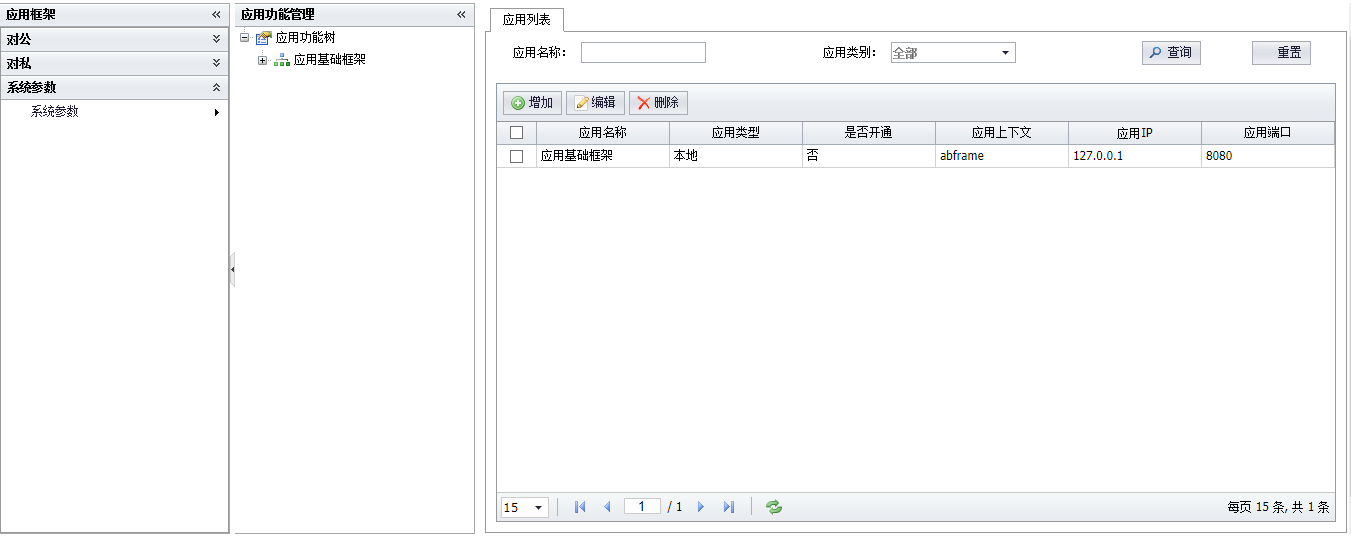 应用框架
对公
对私
系统参数
系统参数
应用功能管理
应用功能树
应用基础框架
应用列表
应用名称: 应用类别: 全部 查询 重置
增加 编辑 删除
应用名称 应用类型 是否开通 应用上下文 应用IP 应用端口
应用基础框架 本地 否 abframe 127.0.0.1 8080
15 1 / 1 每页 15 条, 共 1 条